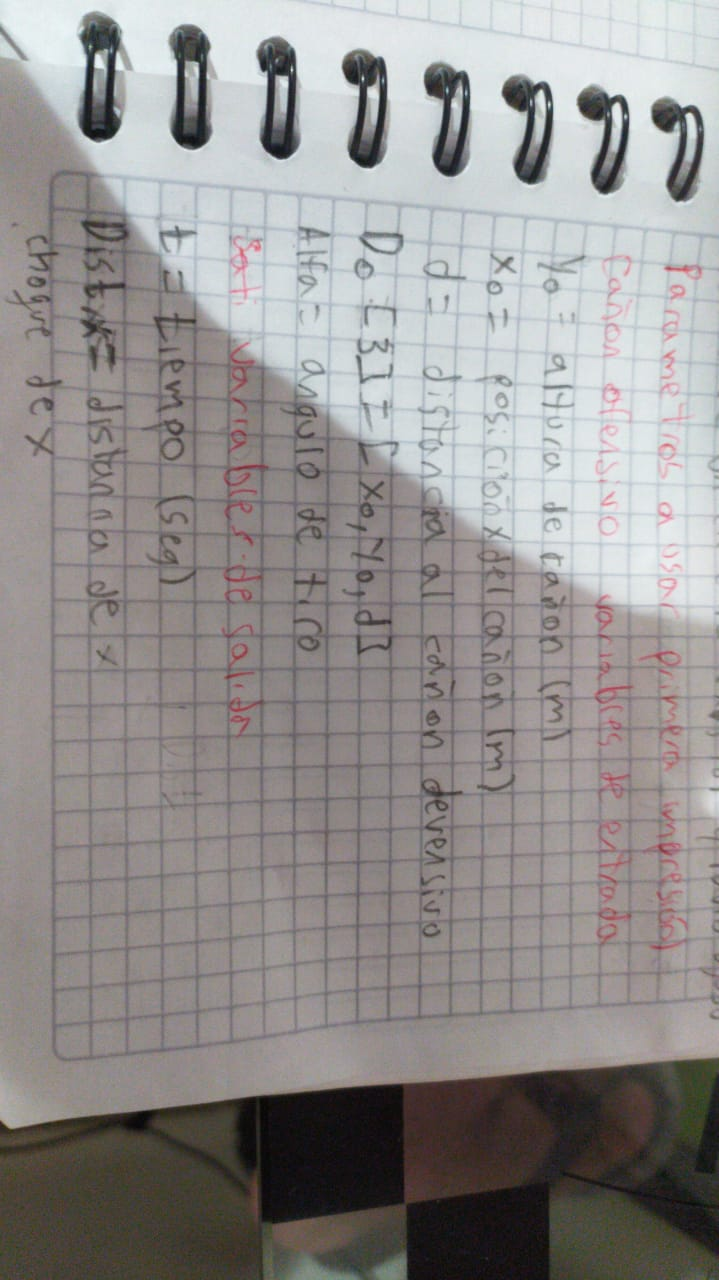 Parametros a usar primera impresión)
Cañon ofensivo variables de entrada
Yo = altura de cañon (m)
Xo = posición x del cañon (m)
d = distancia al cañon devensivo
Do [3] = [Xo, Yo, d]
Alfa = angulo de tiro
variables de salida
t = tiempo (seg)
Dist x = distancia de x
choque de x